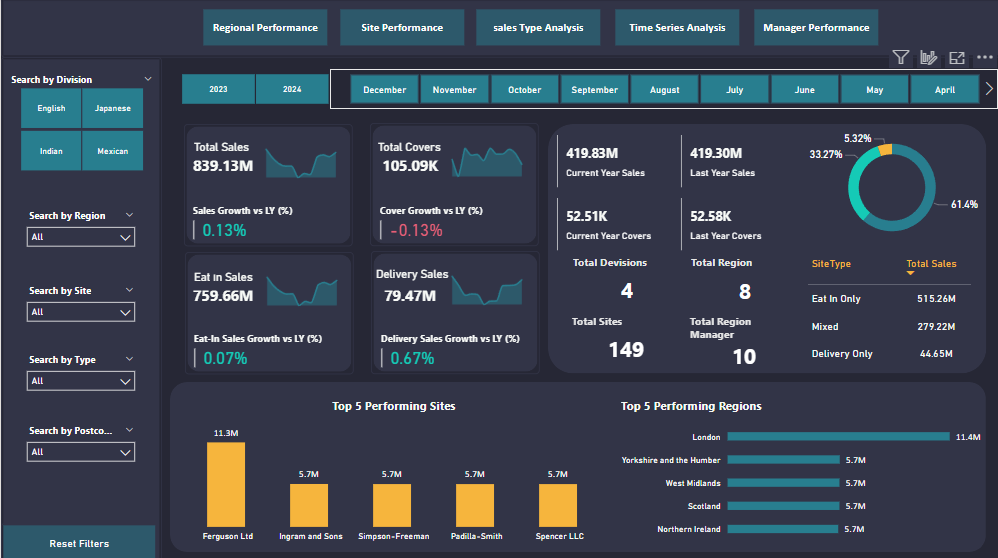 Regional Performance
Site Performance
sales Type Analysis
Time Series Analysis
Manager Performance
Search by Division
English
Japanese
Indian
Mexican
Search by Region
All
Search by Site
All
Search by Type
All
Search by Postco...
All
Reset Filters
2023
2024
December
November
October
September
August
July
June
May
April
Total Sales
839.13M
Sales Growth vs LY (%)
0.13%
Total Covers
105.09K
Cover Growth vs LY (%)
-0.13%
Eat in Sales
759.66M
Eat-In Sales Growth vs LY (%)
0.07%
Delivery Sales
79.47M
Delivery Sales Growth vs LY (%)
0.67%
419.83M
Current Year Sales
419.30M
Last Year Sales
52.51K
Current Year Covers
52.58K
Last Year Covers
Total Devisions
4
Total Region
8
Total Sites
149
Total Region
Manager
10
5.32%
33.27%
61.4%
SiteType Total Sales
Eat In Only 515.26M
Mixed 279.22M
Delivery Only 44.65M
Top 5 Performing Sites
11.3M
5.7M
5.7M
5.7M
5.7M
Ferguson Ltd
Ingram and Sons
Simpson-Freeman
Padilla-Smith
Spencer LLC
Top 5 Performing Regions
London 11.4M
Yorkshire and the Humber 5.7M
West Midlands 5.7M
Scotland 5.7M
Northern Ireland 5.7M